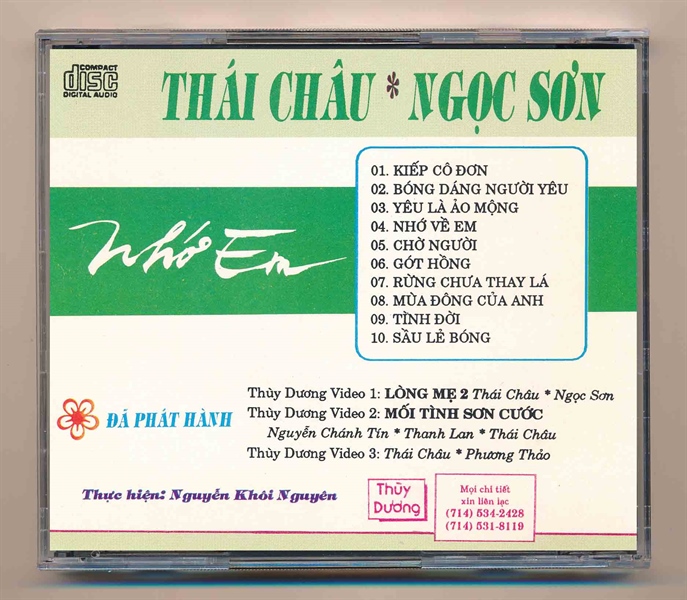 COMPACT
disc
DIGITAL AUDIO
THÁI CHÂU * NGỌC SƠN
01. KIẾP CÔ ĐƠN
02. BÓNG DÁNG NGƯỜI YÊU
03. YÊU LÀ ẢO MỘNG
04. NHỚ VỀ EM
05. CHỜ NGƯỜI
06. GÓT HỒNG
07. RỪNG CHƯA THAY LÁ
08. MÙA ĐÔNG CỦA ANH
09. TÌNH ĐỜI
10. SẦU LẺ BÓNG
Nhớ Em
ĐÃ PHÁT HÀNH
Thùy Dương Video 1: LÒNG MẸ 2 Thái Châu * Ngọc Sơn
Thùy Dương Video 2: MỐI TÌNH SƠN CƯỚC
Nguyễn Chánh Tín * Thanh Lan * Thái Châu
Thùy Dương Video 3: Thái Châu * Phương Thảo
Thực hiện: Nguyễn Khôi Nguyên
Thùy
Dương
Mọi chi tiết
xin liên lạc
(714) 534-2428
(714) 531-8119